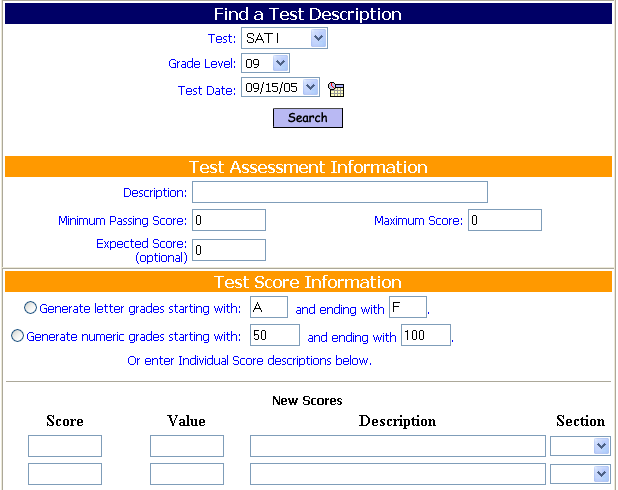 Find a Test Description
Test: SAT I
Grade Level: 09
Test Date: 09/15/05
Search
Test Assessment Information
Description:
Minimum Passing Score: 0 Maximum Score: 0
Expected Score: 0
(optional)
Test Score Information
Generate letter grades starting with: A and ending with F.
Generate numeric grades starting with: 50 and ending with 100.
Or enter Individual Score descriptions below.
New Scores
Score Value Description Section